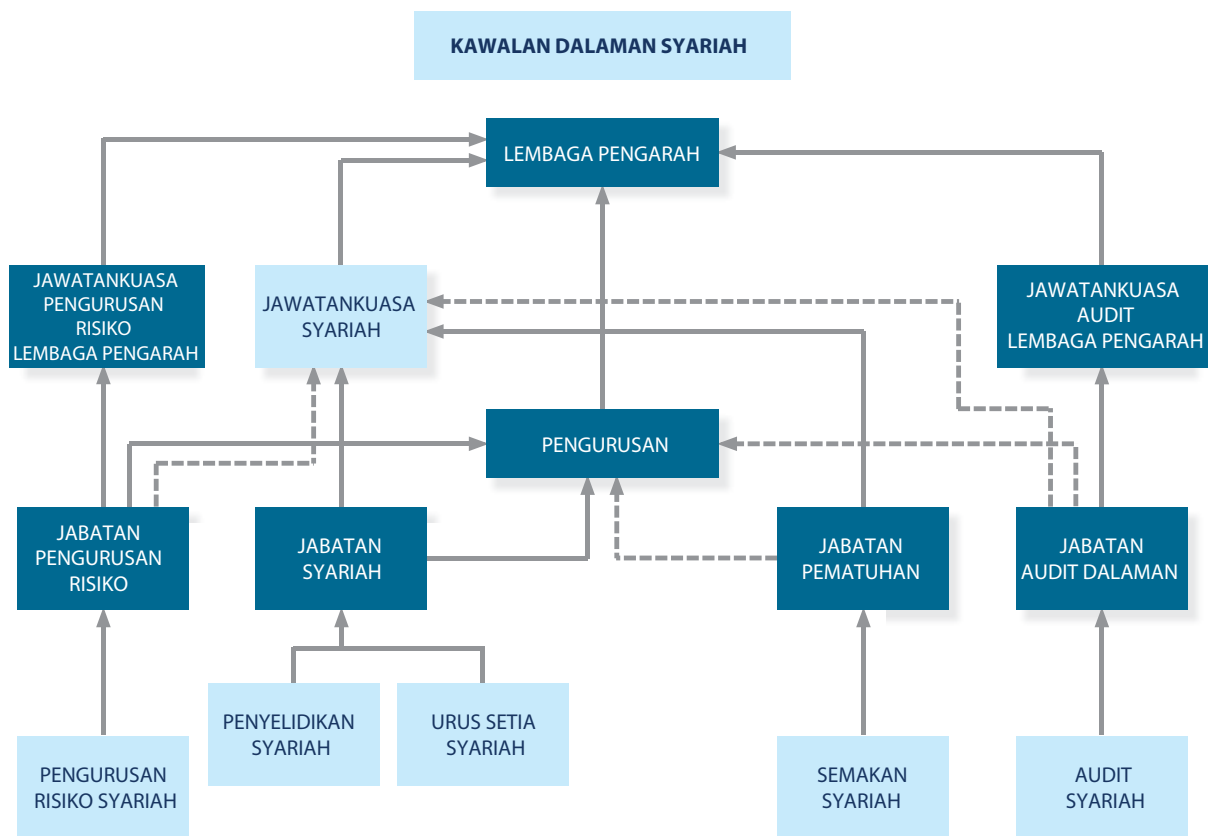 KAWALAN DALAMAN SYARIAH
LEMBAGA PENGARAH
JAWATANKUASA
PENGURUSAN
RISIKO
LEMBAGA PENGARAH
JAWATANKUASA
SYARIAH
JAWATANKUASA
AUDIT
LEMBAGA PENGARAH
PENGURUSAN
JABATAN
PENGURUSAN
RISIKO
JABATAN
SYARIAH
JABATAN
PEMATUHAN
JABATAN
AUDIT DALAMAN
PENYELIDIKAN
SYARIAH
URUS SETIA
SYARIAH
PENGURUSAN
RISIKO SYARIAH
SEMAKAN
SYARIAH
AUDIT
SYARIAH